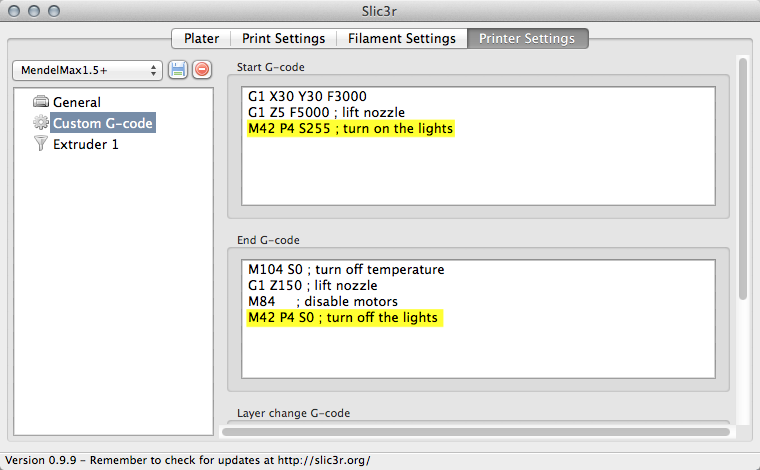 Slic3r
Plater Print Settings Filament Settings Printer Settings
MendelMax1.5+
General
Custom G-code
Extruder 1
Start G-code
G1 X30 Y30 F3000
G1 Z5 F5000 ; lift nozzle
M42 P4 S255 ; turn on the lights
End G-code
M104 S0 ; turn off temperature
G1 Z150 ; lift nozzle
M84     ; disable motors
M42 P4 S0 ; turn off the lights
Layer change G-code
Version 0.9.9 - Remember to check for updates at http://slic3r.org/